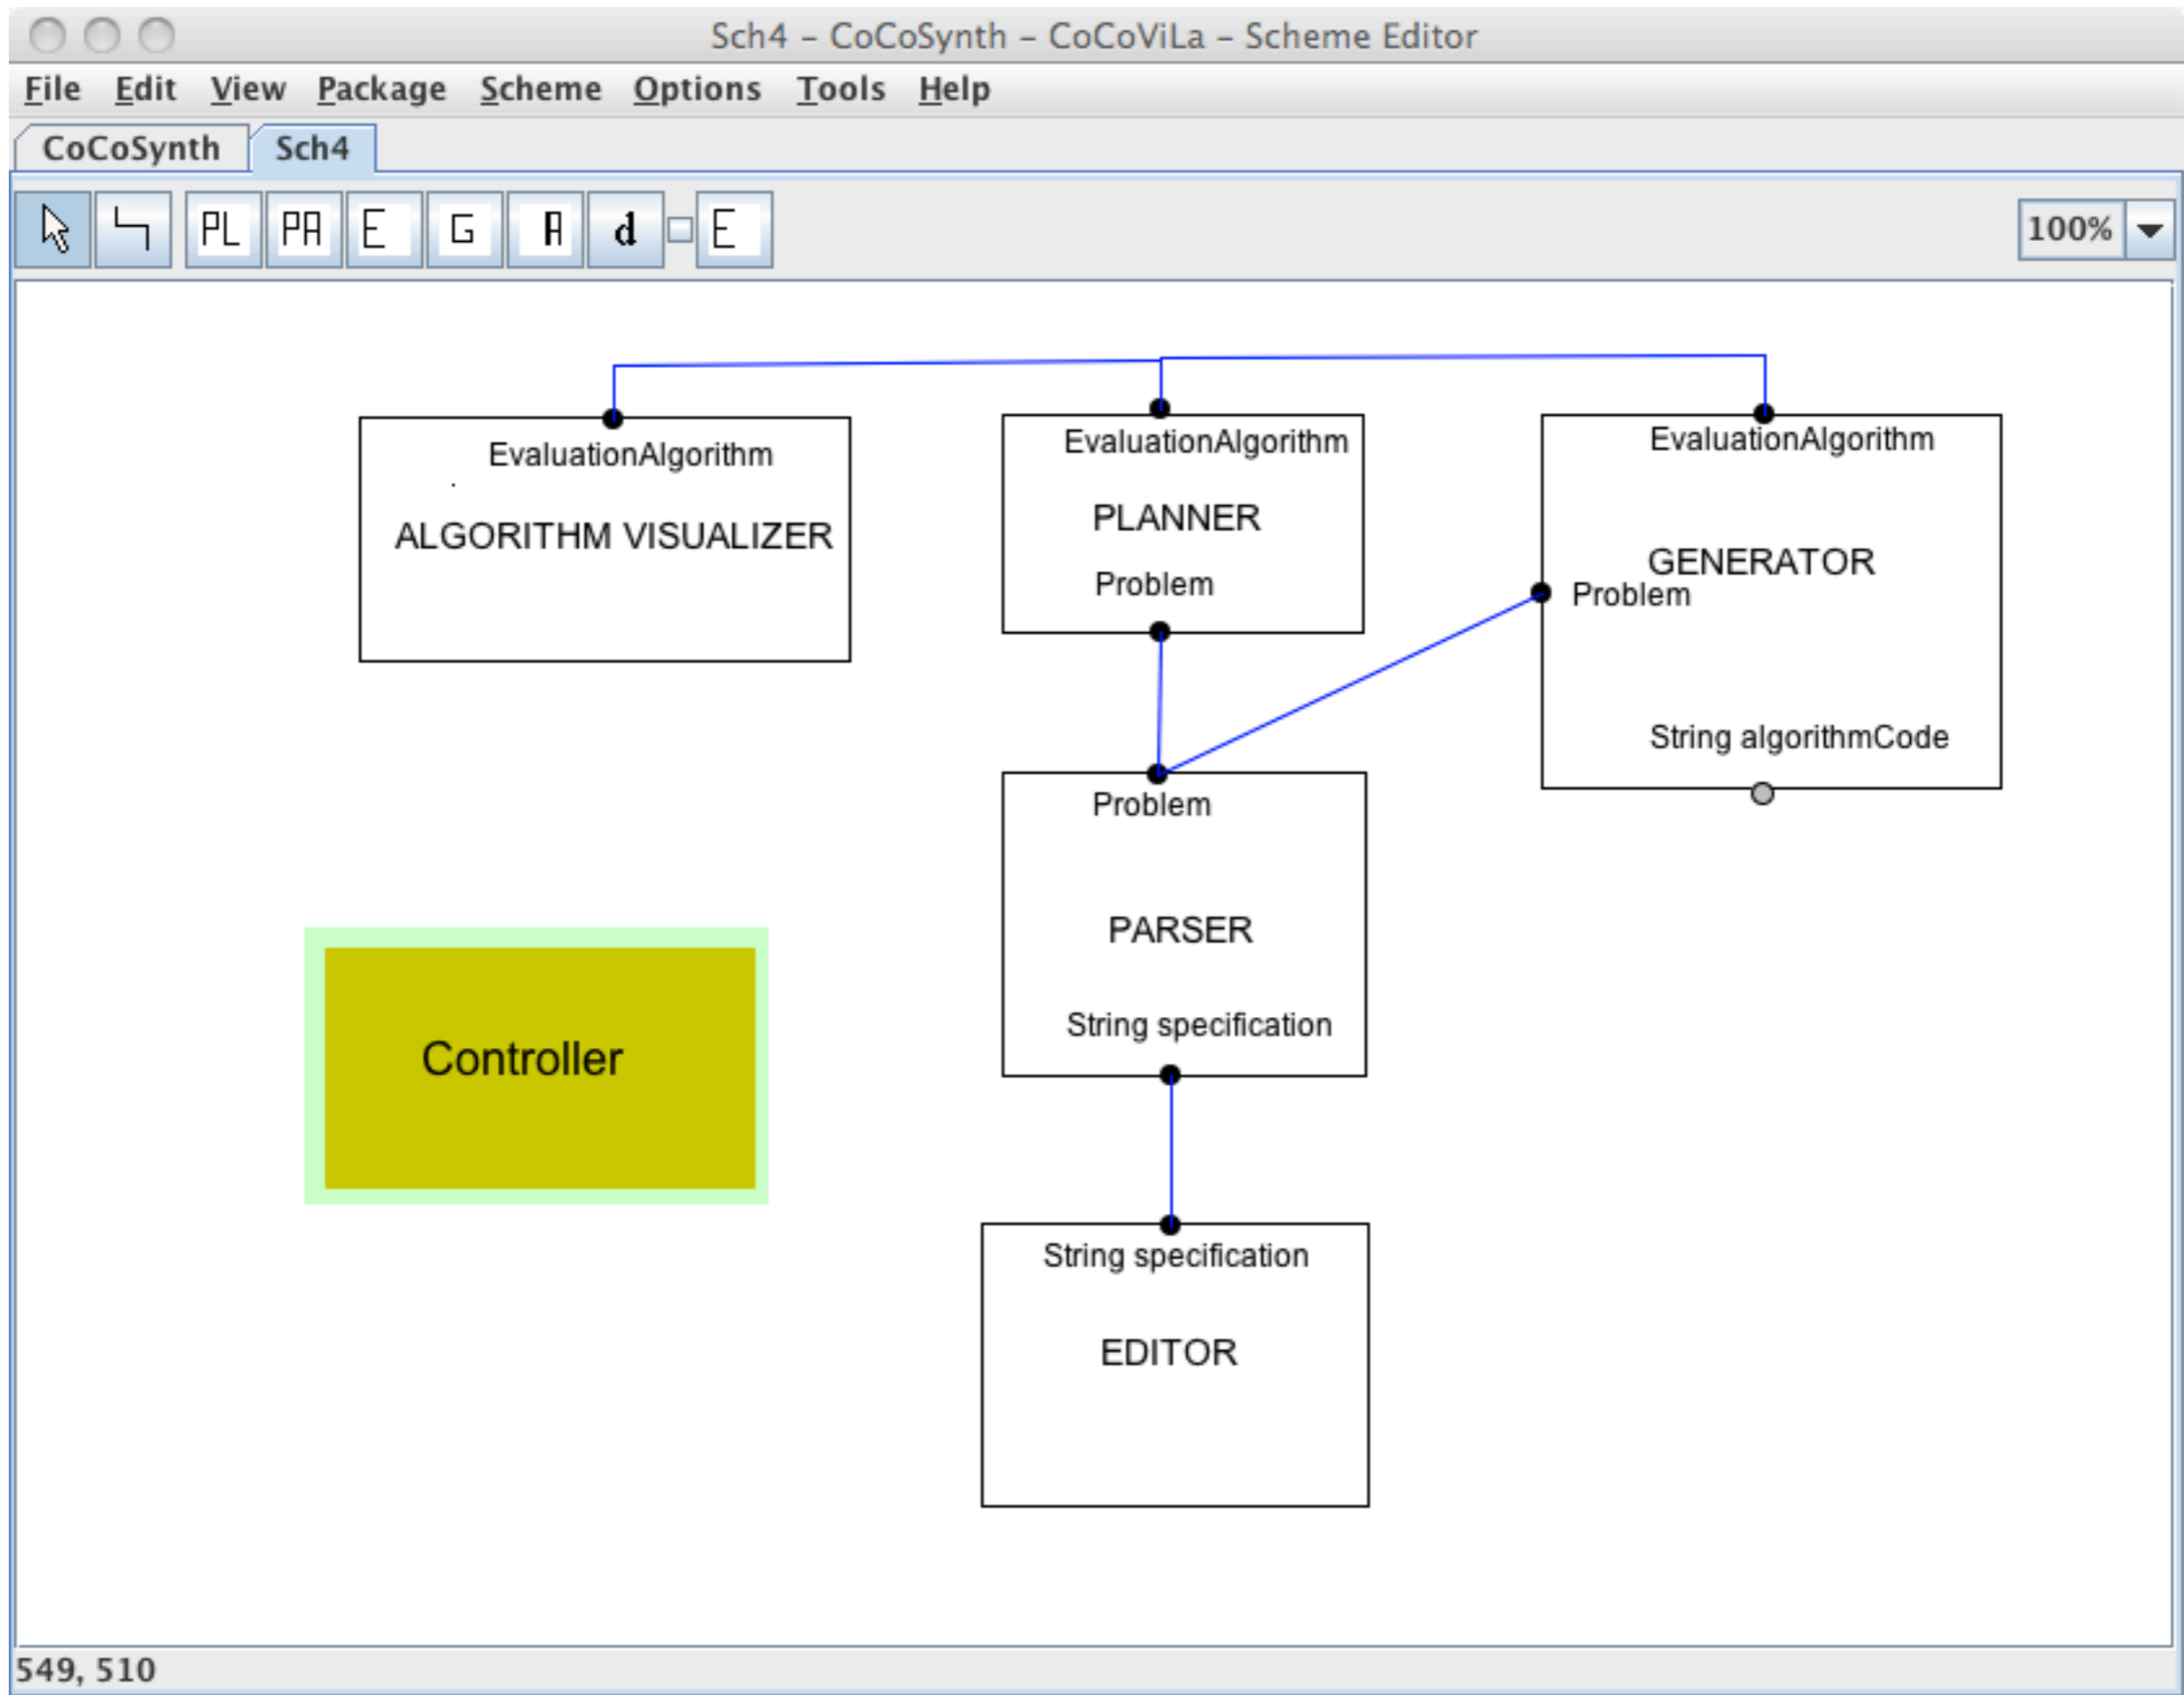 Sch4 – CoCoSynth – CoCoViLa – Scheme Editor
File Edit View Package Scheme Options Tools Help
CoCoSynth Sch4
PL PA E G A d E 100%
EvaluationAlgorithm
ALGORITHM VISUALIZER
EvaluationAlgorithm
PLANNER
Problem
EvaluationAlgorithm
GENERATOR
Problem
String algorithmCode
Problem
PARSER
String specification
Controller
String specification
EDITOR
549, 510